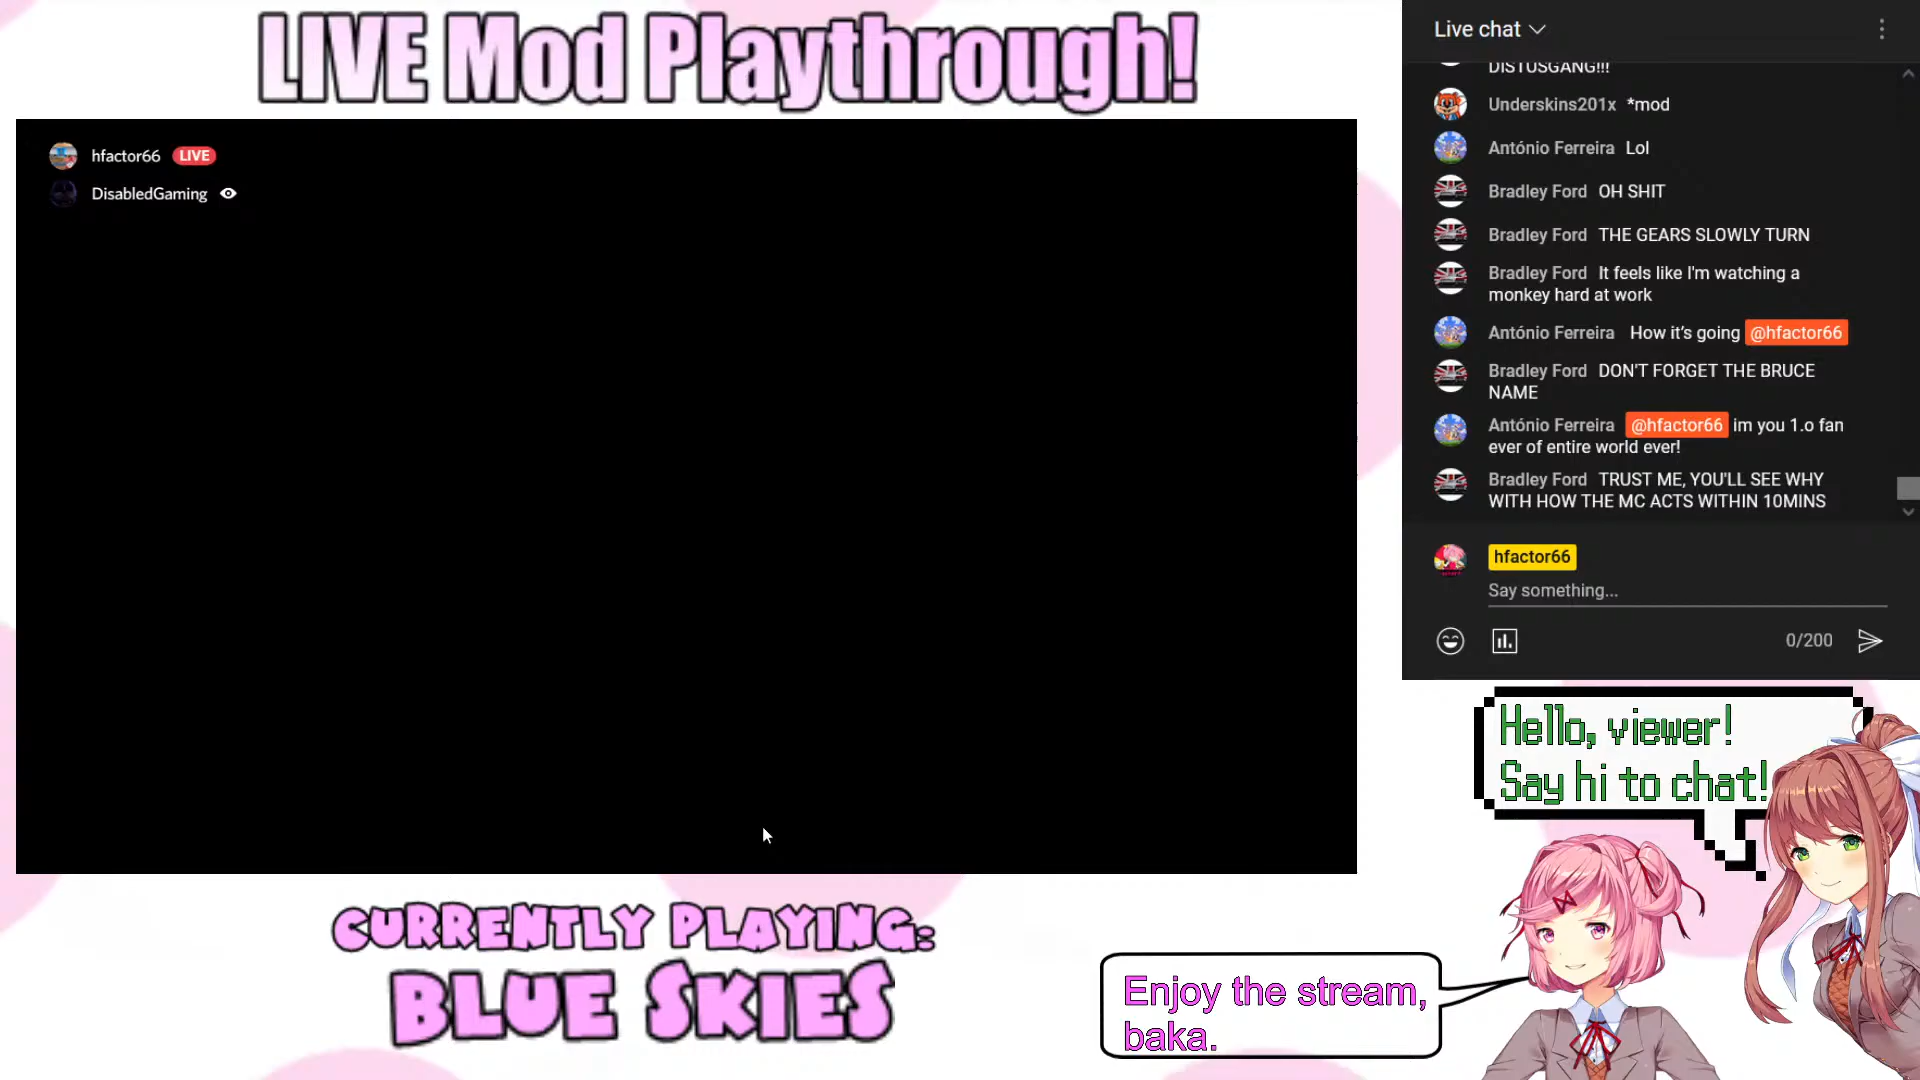 LIVE Mod Playthrough!
hfactor66 LIVE
DisabledGaming
Live chat
DISTUSGANG!!!
Underskins201x *mod
António Ferreira Lol
Bradley Ford OH SHIT
Bradley Ford THE GEARS SLOWLY TURN
Bradley Ford It feels like I'm watching a
monkey hard at work
António Ferreira How it’s going @hfactor66
Bradley Ford DON'T FORGET THE BRUCE
NAME
António Ferreira @hfactor66 im you 1.o fan
ever of entire world ever!
Bradley Ford TRUST ME, YOU'LL SEE WHY
WITH HOW THE MC ACTS WITHIN 10MINS
hfactor66
Say something...
0/200
Hello, viewer!
Say hi to chat!
CURRENTLY PLAYING:
BLUE SKIES
Enjoy the stream,
baka.